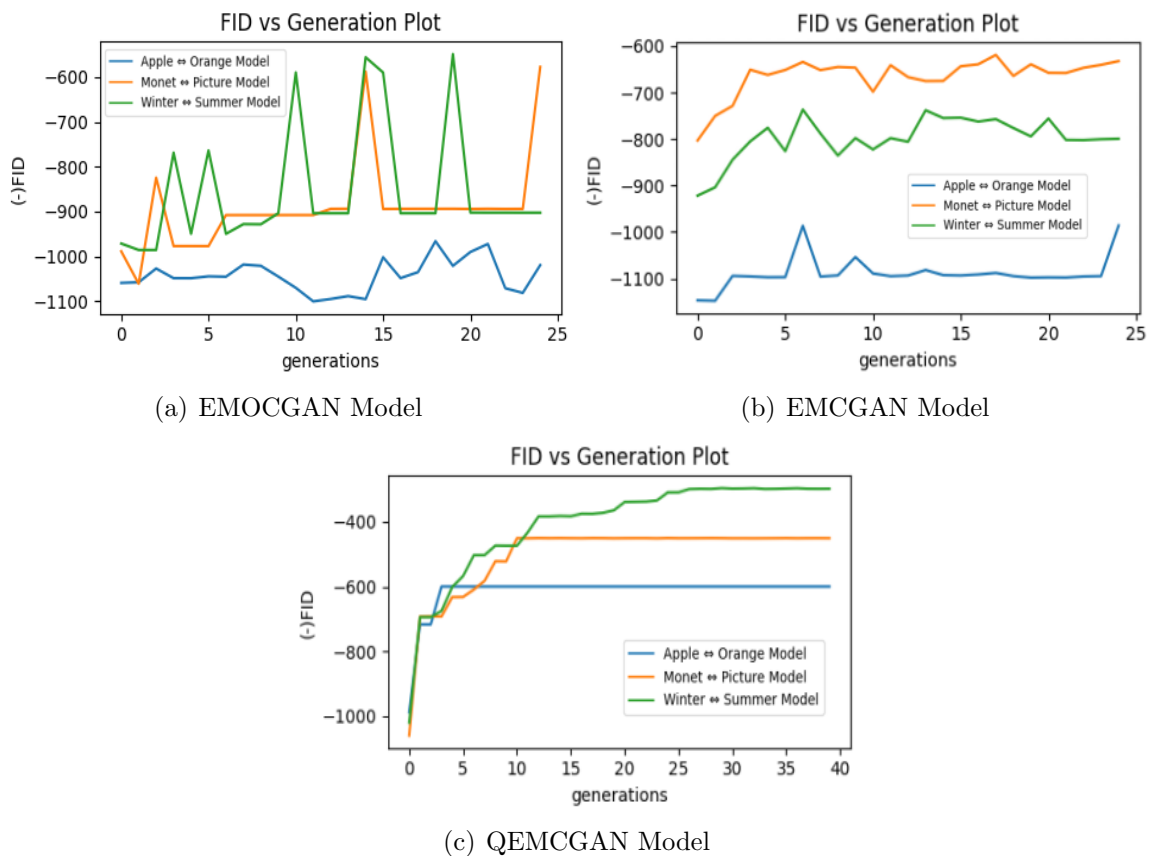 FID vs Generation Plot
(-)FID
−600
−700
−800
−900
−1000
−1100
Apple ⇔ Orange Model
Monet ⇔ Picture Model
Winter ⇔ Summer Model
0 5 10 15 20 25
generations
(a) EMOCGAN Model
FID vs Generation Plot
(-)FID
−600
−700
−800
−900
−1000
−1100
Apple ⇔ Orange Model
Monet ⇔ Picture Model
Winter ⇔ Summer Model
0 5 10 15 20 25
generations
(b) EMCGAN Model
FID vs Generation Plot
(-)FID
−400
−600
−800
−1000
Apple ⇔ Orange Model
Monet ⇔ Picture Model
Winter ⇔ Summer Model
0 5 10 15 20 25 30 35 40
generations
(c) QEMCGAN Model